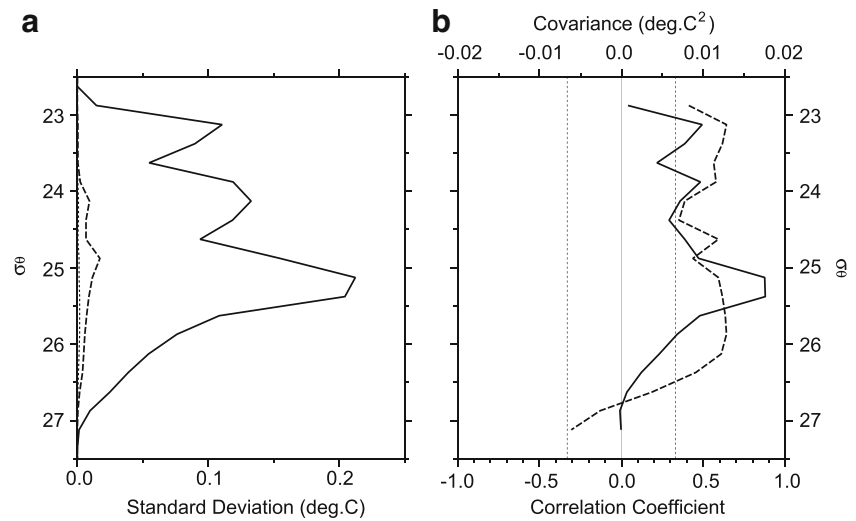 a
b
Covariance (deg.C2)
-0.02 -0.01 0.0 0.01 0.02
23
24
25
26
27
σθ
0.0 0.1 0.2
Standard Deviation (deg.C)
23
24
25
26
27
σθ
-1.0 -0.5 0.0 0.5 1.0
Correlation Coefficient